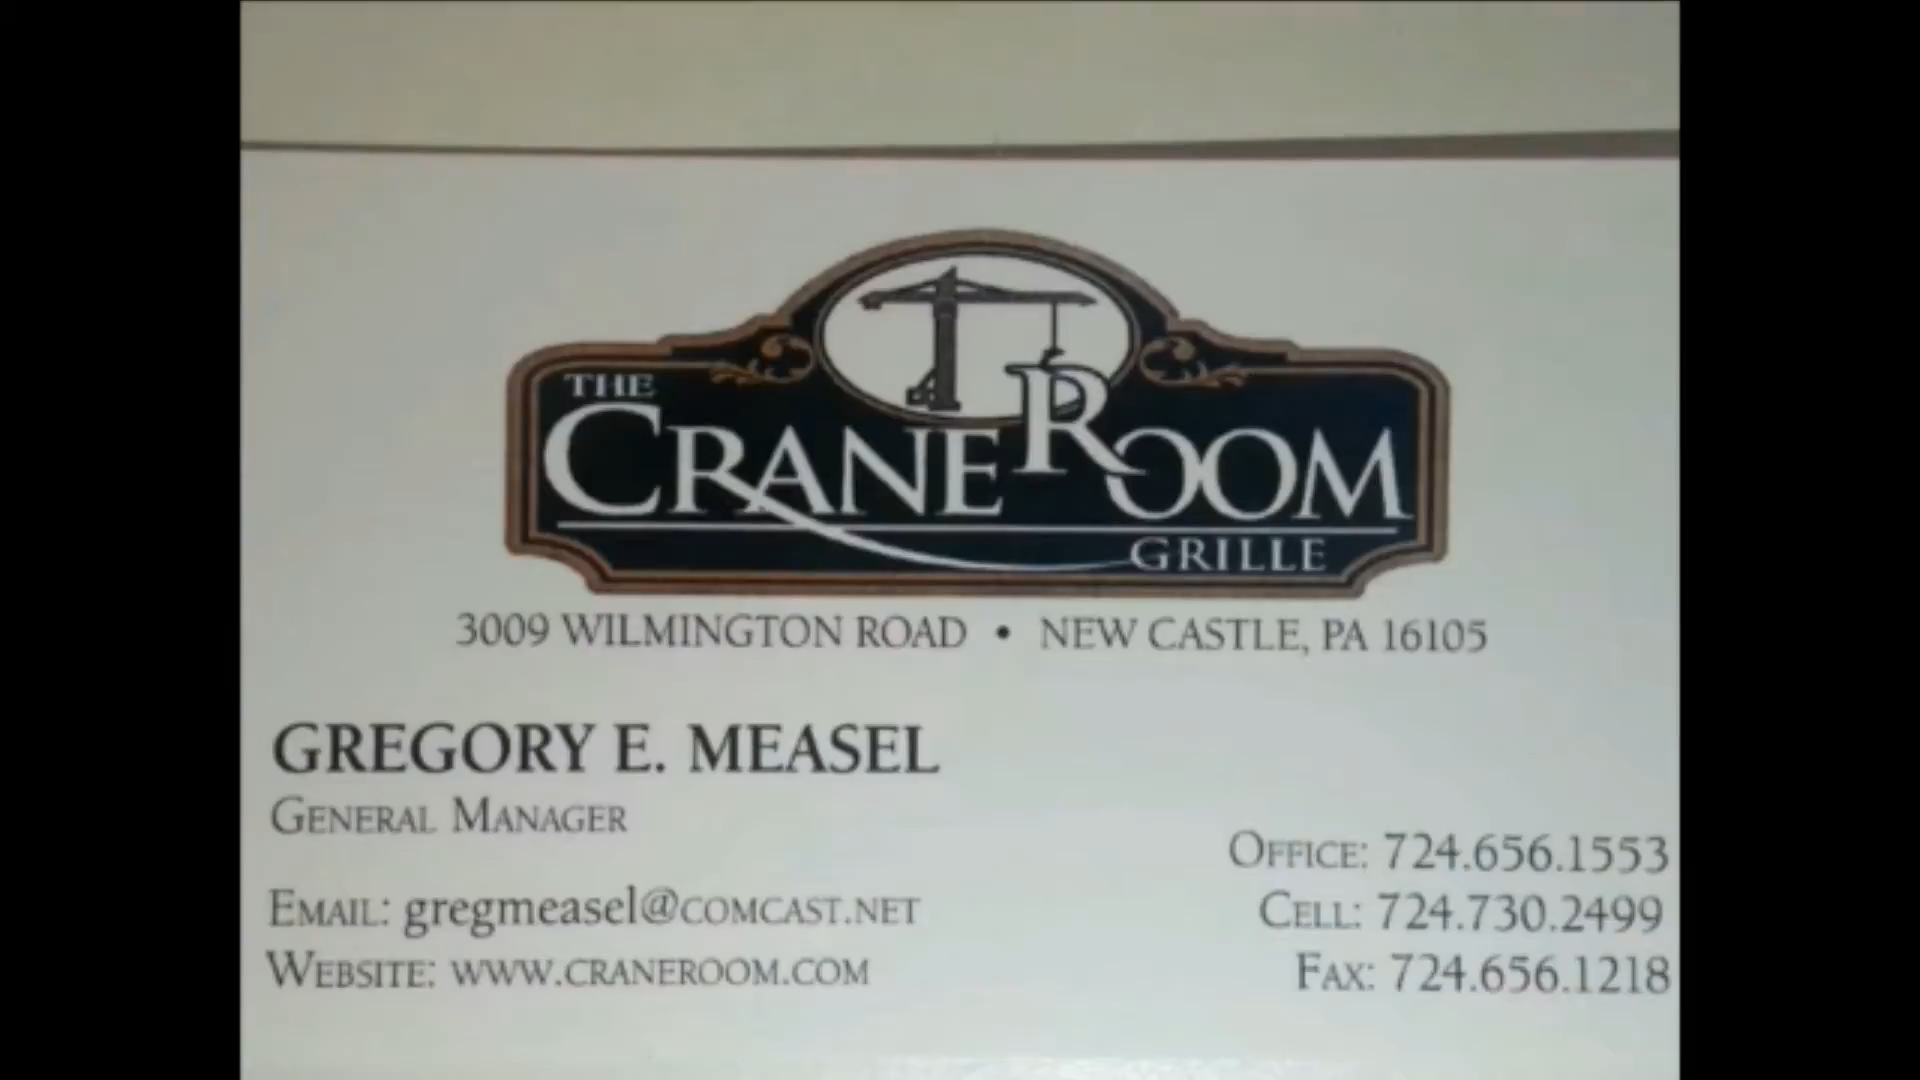 THE
CRANE ROOM
GRILLE
3009 WILMINGTON ROAD • NEW CASTLE, PA 16105
GREGORY E. MEASEL
GENERAL MANAGER
EMAIL: gregmeasel@COMCAST.NET
WEBSITE: WWW.CRANEROOM.COM
OFFICE: 724.656.1553
CELL: 724.730.2499
FAX: 724.656.1218